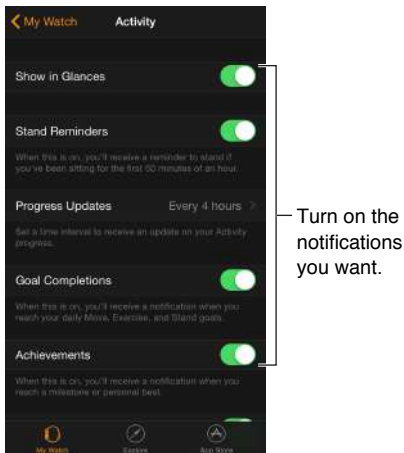 My Watch Activity
Show in Glances
Stand Reminders
When this is on, you'll receive a reminder to stand if
you've been sitting for the first 50 minutes of an hour.
Progress Updates Every 4 hours
Set a time interval to receive an update on your Activity
progress.
Goal Completions
When this is on, you'll receive a notification when you
reach your daily Move, Exercise, and Stand goals.
Achievements
When this is on, you'll receive a notification when you
reach a milestone or personal best.
My Watch Explore App Store
Turn on the
notifications
you want.